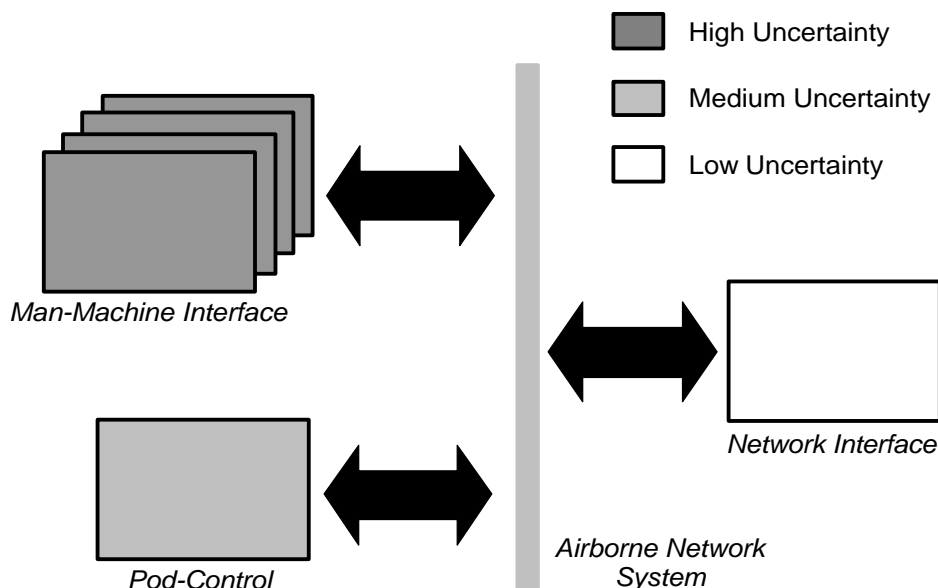 High Uncertainty
Medium Uncertainty
Low Uncertainty
Man-Machine Interface
Network Interface
Pod-Control
Airborne Network
System